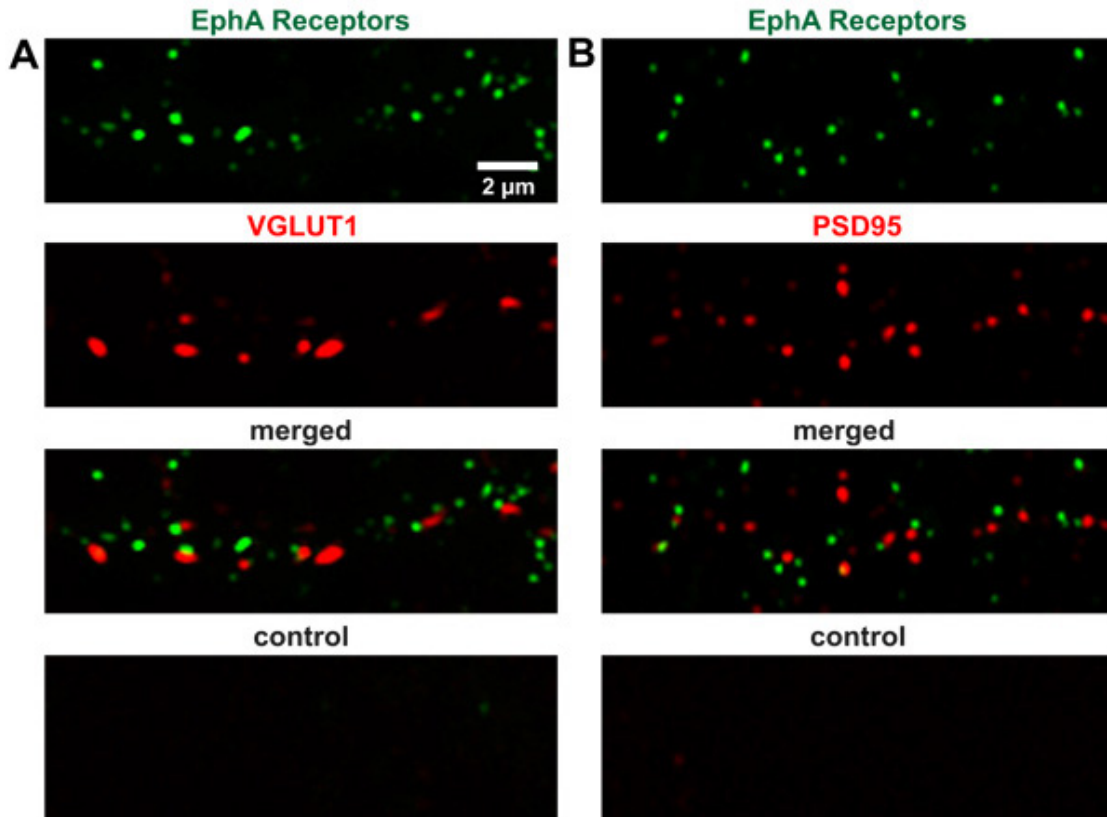 A
EphA Receptors
2 µm
VGLUT1
merged
control
B
EphA Receptors
PSD95
merged
control